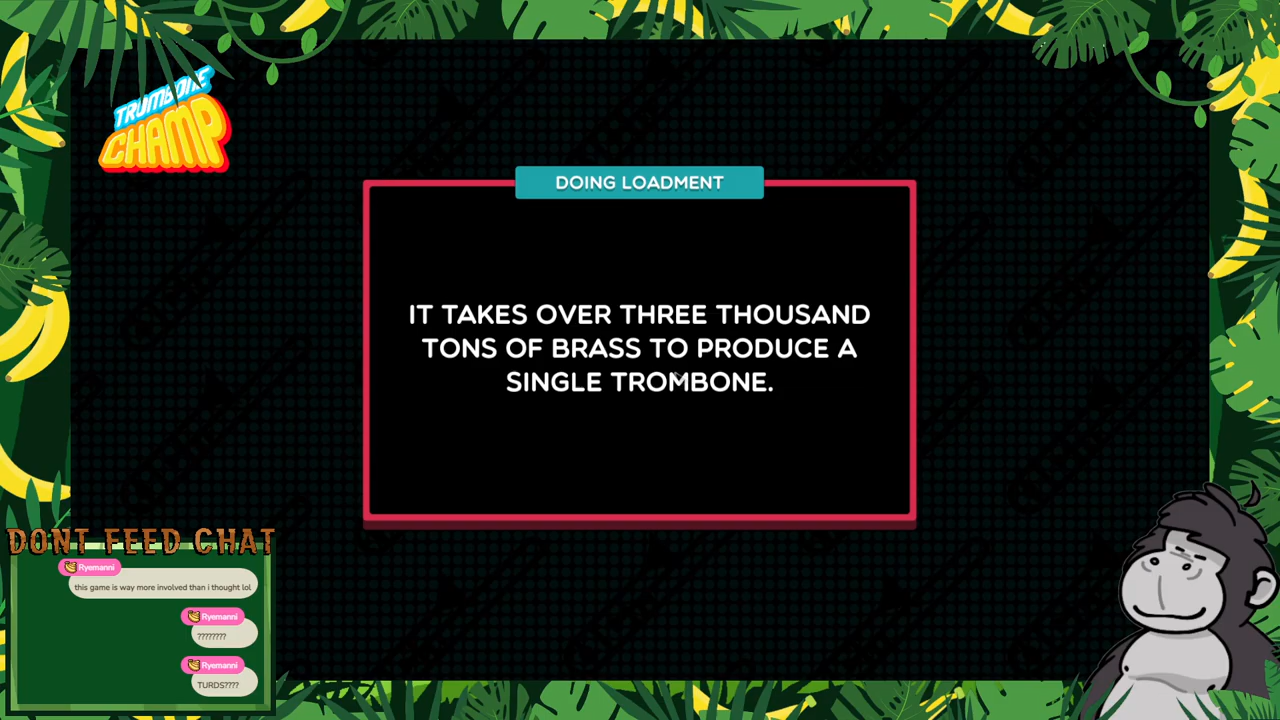 TROMBONE
CHAMP
DOING LOADMENT
IT TAKES OVER THREE THOUSAND
TONS OF BRASS TO PRODUCE A
SINGLE TROMBONE.
DONT FEED CHAT
Ryemanni
this game is way more involved than i thought lol
Ryemanni
????????
Ryemanni
TURDS????